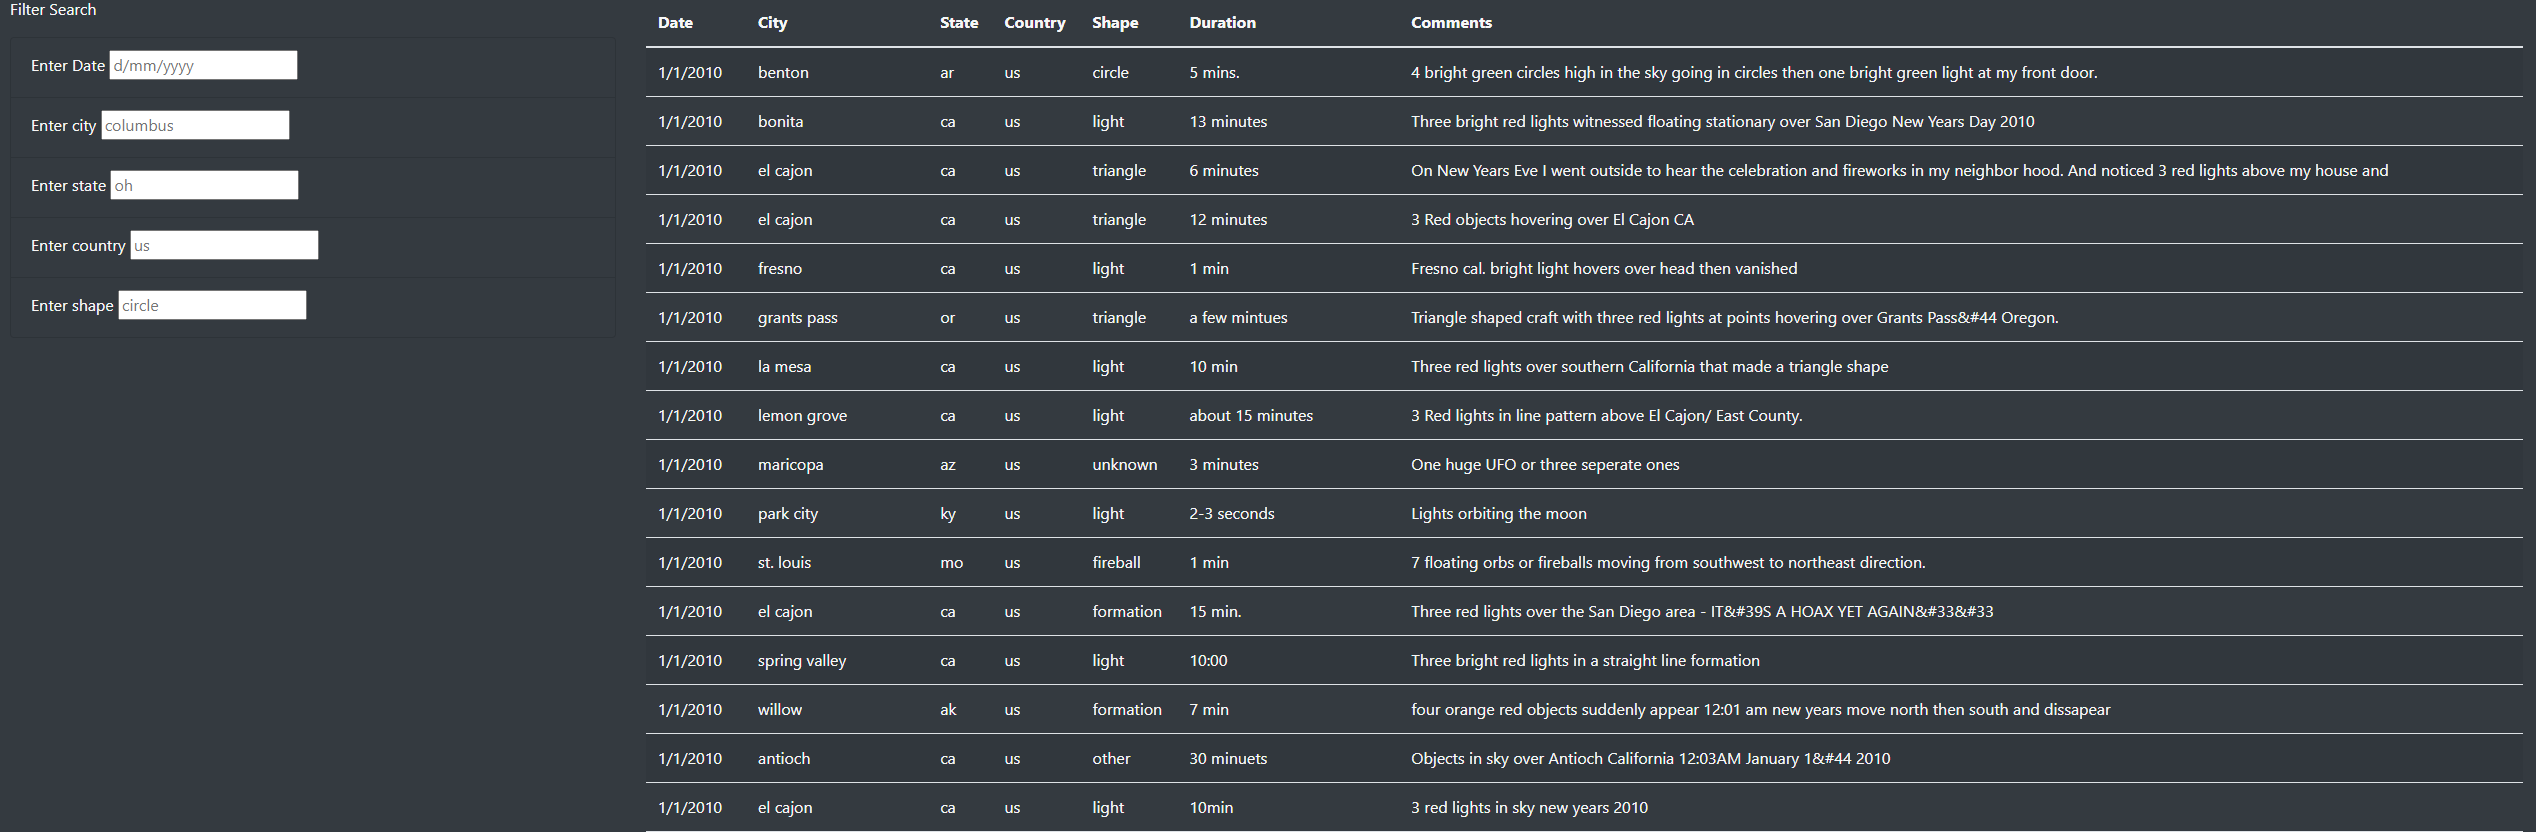 Filter Search
Enter Date d/mm/yyyy
Enter city columbus
Enter state oh
Enter country us
Enter shape circle
Date City State Country Shape Duration Comments
1/1/2010 benton ar us circle 5 mins. 4 bright green circles high in the sky going in circles then one bright green light at my front door.
1/1/2010 bonita ca us light 13 minutes Three bright red lights witnessed floating stationary over San Diego New Years Day 2010
1/1/2010 el cajon ca us triangle 6 minutes On New Years Eve I went outside to hear the celebration and fireworks in my neighbor hood. And noticed 3 red lights above my house and
1/1/2010 el cajon ca us triangle 12 minutes 3 Red objects hovering over El Cajon CA
1/1/2010 fresno ca us light 1 min Fresno cal. bright light hovers over head then vanished
1/1/2010 grants pass or us triangle a few mintues Triangle shaped craft with three red lights at points hovering over Grants Pass&#44 Oregon.
1/1/2010 la mesa ca us light 10 min Three red lights over southern California that made a triangle shape
1/1/2010 lemon grove ca us light about 15 minutes 3 Red lights in line pattern above El Cajon/ East County.
1/1/2010 maricopa az us unknown 3 minutes One huge UFO or three seperate ones
1/1/2010 park city ky us light 2-3 seconds Lights orbiting the moon
1/1/2010 st. louis mo us fireball 1 min 7 floating orbs or fireballs moving from southwest to northeast direction.
1/1/2010 el cajon ca us formation 15 min. Three red lights over the San Diego area - IT&#39S A HOAX YET AGAIN&#33&#33
1/1/2010 spring valley ca us light 10:00 Three bright red lights in a straight line formation
1/1/2010 willow ak us formation 7 min four orange red objects suddenly appear 12:01 am new years move north then south and dissapear
1/1/2010 antioch ca us other 30 minuets Objects in sky over Antioch California 12:03AM January 1&#44 2010
1/1/2010 el cajon ca us light 10min 3 red lights in sky new years 2010